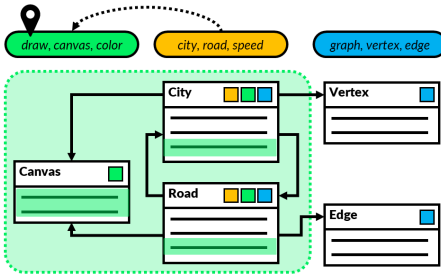 draw, canvas, color
city, road, speed
graph, vertex, edge
City
Vertex
Canvas
Road
Edge